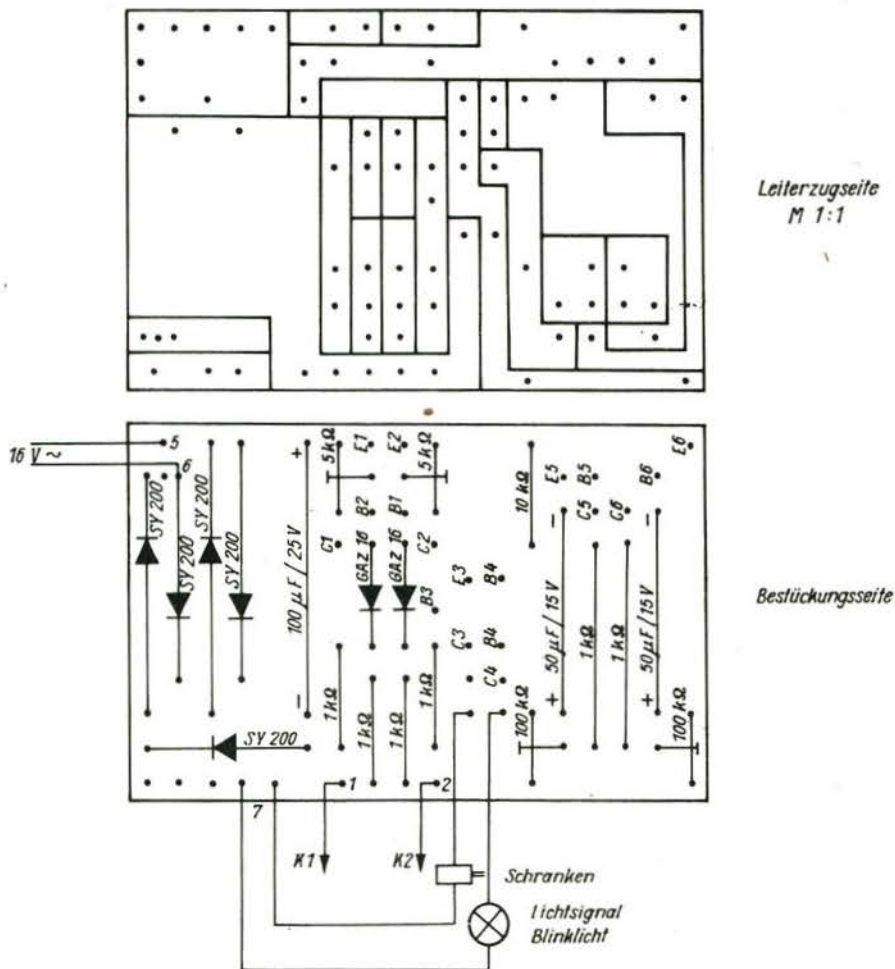 Leiterzugseite
M 1:1
16 V ~
5
6
SY 200
SY 200
SY 200
SY 200
+
100 µF / 25 V
–
5 kΩ
E1
E2
5 kΩ
B2
B1
C1
C2
GAZ 16
GAZ 16
B3
E3
B4
C3
B4
C4
1 kΩ
1 kΩ
1 kΩ
1 kΩ
10 kΩ
E5
B5
B6
E6
C5
C6
–
50 µF / 15 V
+
1 kΩ
1 kΩ
–
50 µF / 15 V
+
100 kΩ
100 kΩ
Bestückungsseite
SY 200
7
1
2
K1
K2
Schranken
Lichtsignal
Blinklicht